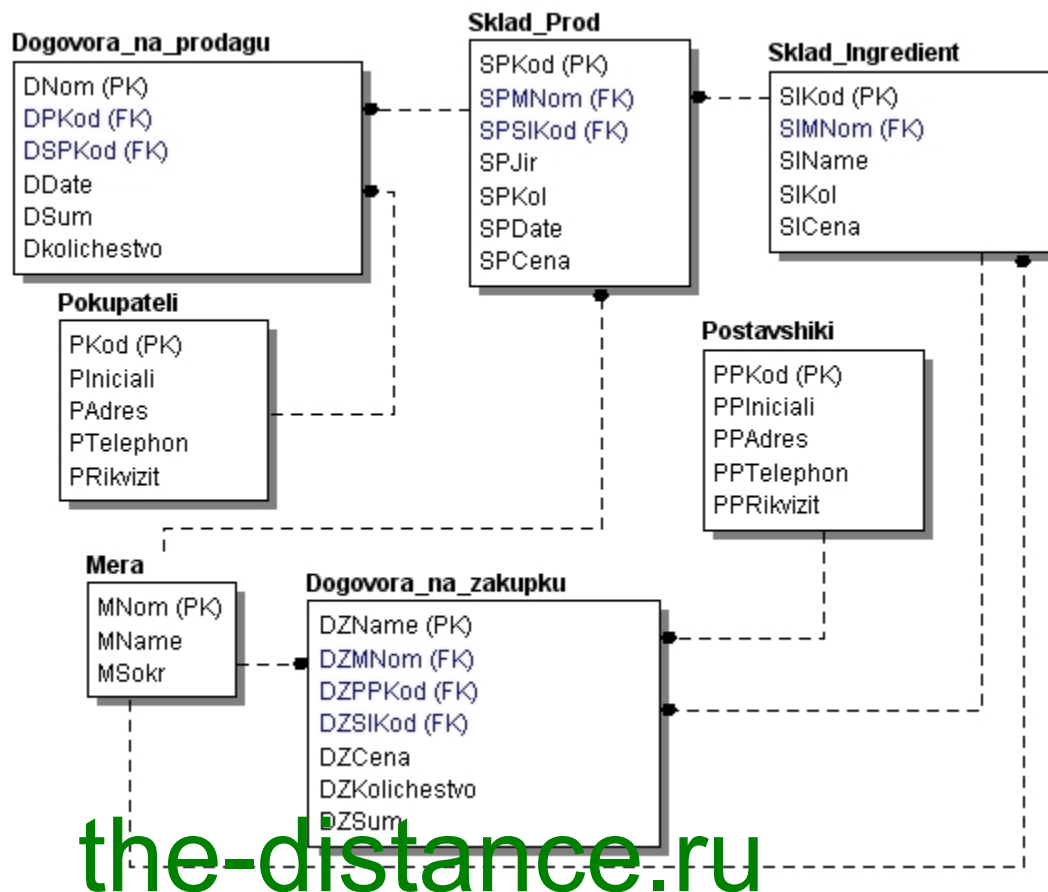 Dogovora_na_prodagu
DNom (PK)
DPKod (FK)
DSPKod (FK)
DDate
DSum
Dkolichestvo
Sklad_Prod
SPKod (PK)
SPMNom (FK)
SPSIKod (FK)
SPJir
SPKol
SPDate
SPCena
Sklad_Ingredient
SIKod (PK)
SIMNom (FK)
SIName
SIKol
SICena
Pokupateli
PKod (PK)
PIniciali
PAdres
PTelephon
PRikvizit
Postavshiki
PPKod (PK)
PPIniciali
PPAdres
PPTelephon
PPRikvizit
Mera
MNom (PK)
MName
MSokr
Dogovora_na_zakupku
DZName (PK)
DZMNom (FK)
DZPPKod (FK)
DZSIKod (FK)
DZCena
DZKolichestvo
DZSum
the-distance.ru